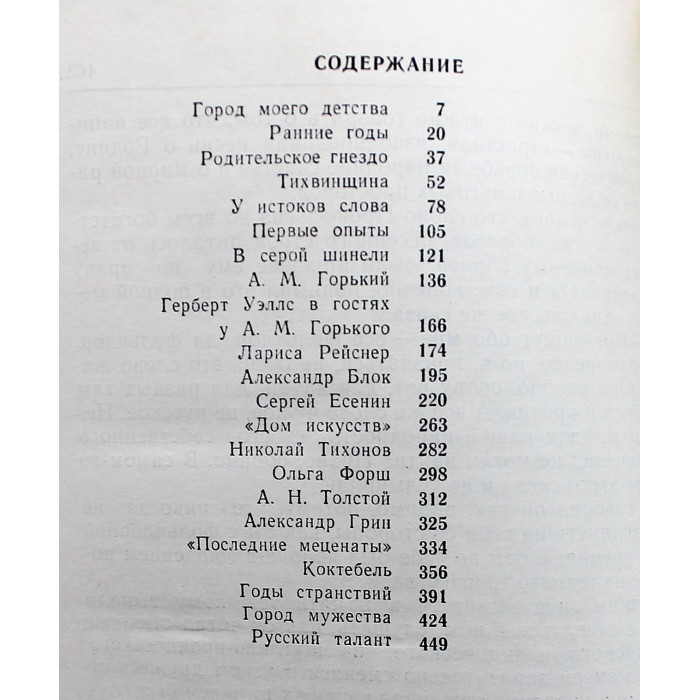 СОДЕРЖАНИЕ
Город моего детства 7
Ранние годы 20
Родительское гнездо 37
Тихвинщина 52
У истоков слова 78
Первые опыты 105
В серой шинели 121
А. М. Горький 136
Герберт Уэллс в гостях
у А. М. Горького 166
Лариса Рейснер 174
Александр Блок 195
Сергей Есенин 220
«Дом искусств» 263
Николай Тихонов 282
Ольга Форш 298
А. Н. Толстой 312
Александр Грин 325
«Последние меценаты» 334
Коктебель 356
Годы странствий 391
Город мужества 424
Русский талант 449